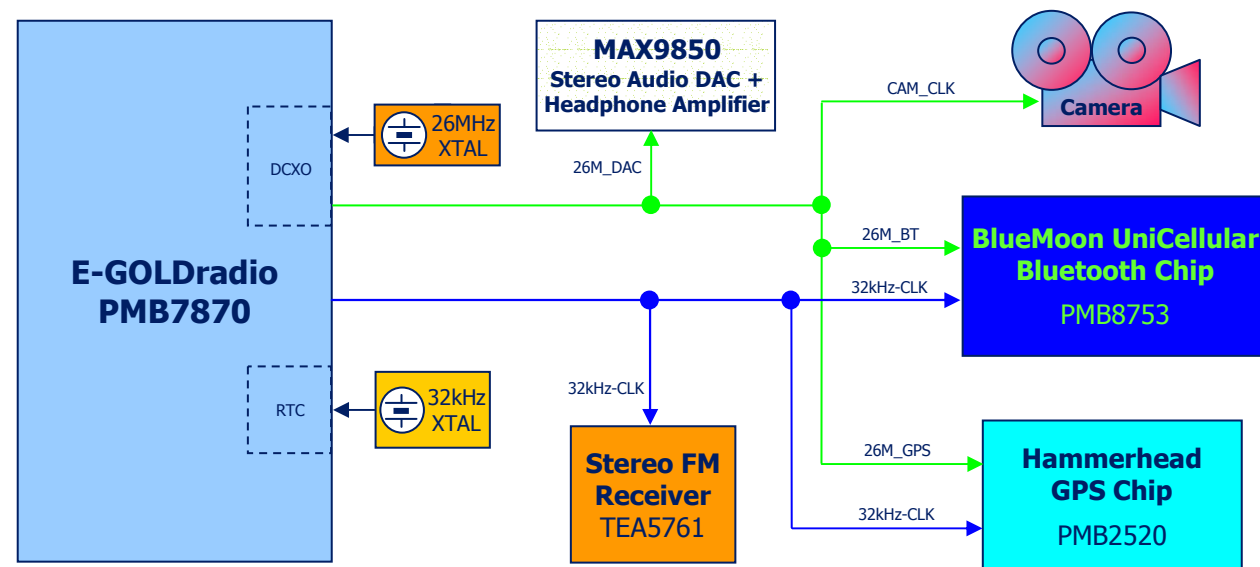 E-GOLDradio
PMB7870
DCXO
RTC
26MHz
XTAL
32kHz
XTAL
MAX9850
Stereo Audio DAC +
Headphone Amplifier
26M_DAC
CAM_CLK
Camera
26M_BT
32kHz-CLK
BlueMoon UniCellular
Bluetooth Chip
PMB8753
32kHz-CLK
Stereo FM
Receiver
TEA5761
26M_GPS
32kHz-CLK
Hammerhead
GPS Chip
PMB2520